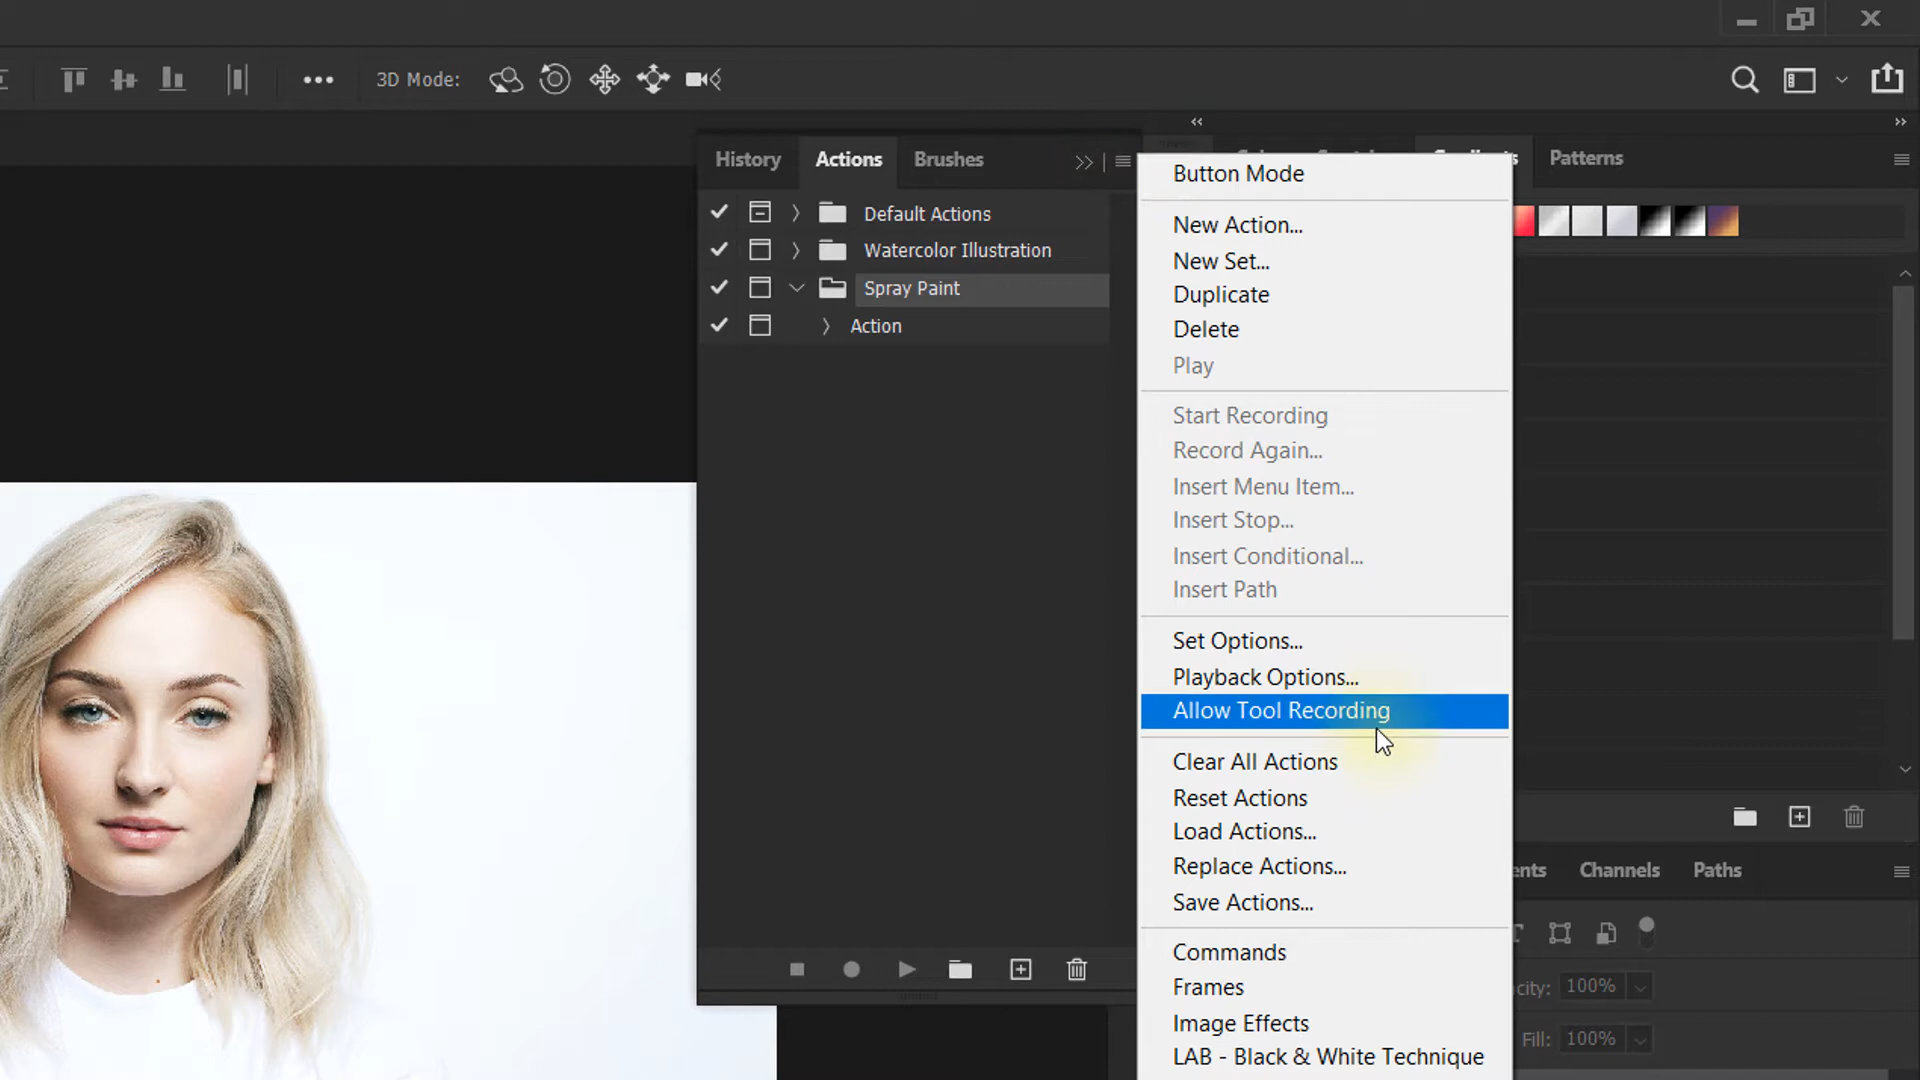 3D Mode:
History Actions Brushes
Patterns
Default Actions
Watercolor Illustration
Spray Paint
Action
Button Mode
New Action...
New Set...
Duplicate
Delete
Play
Start Recording
Record Again...
Insert Menu Item...
Insert Stop...
Insert Conditional...
Insert Path
Set Options...
Playback Options...
Allow Tool Recording
Clear All Actions
Reset Actions
Load Actions...
Replace Actions...
Save Actions...
Commands
Frames
Image Effects
LAB - Black & White Technique
Channels Paths
100%
Fill: 100%